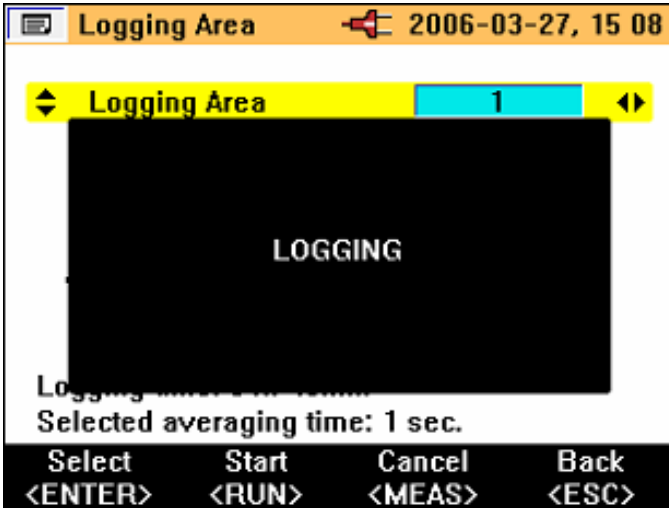 Logging Area 2006-03-27, 15 08
Logging Area 1
LOGGING
Selected averaging time: 1 sec.
Select Start Cancel Back
<ENTER> <RUN> <MEAS> <ESC>